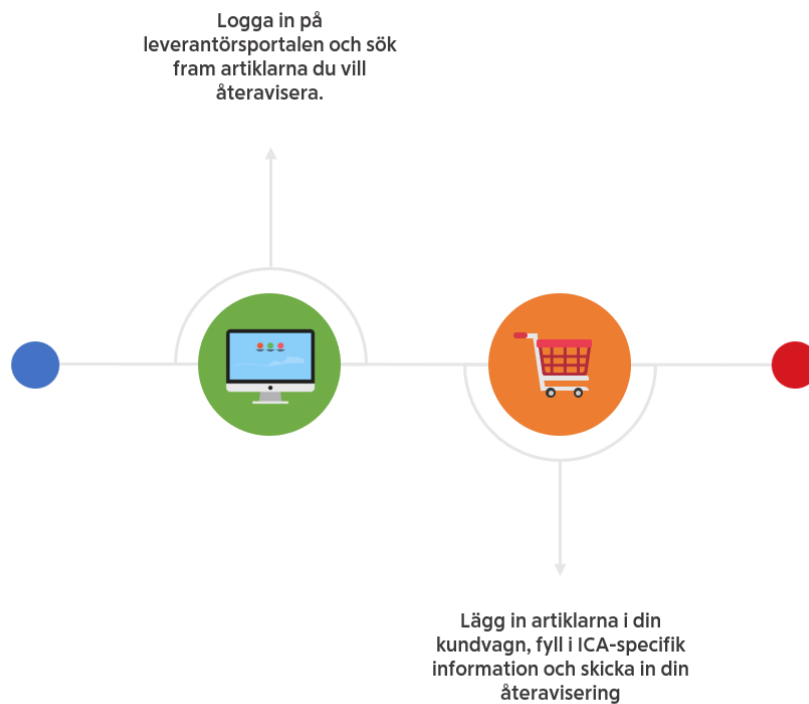 Logga in på
leverantörsportalen och sök
fram artiklarna du vill
återavisera.
Lägg in artiklarna i din
kundvagn, fyll i ICA-specifik
information och skicka in din
återavisering